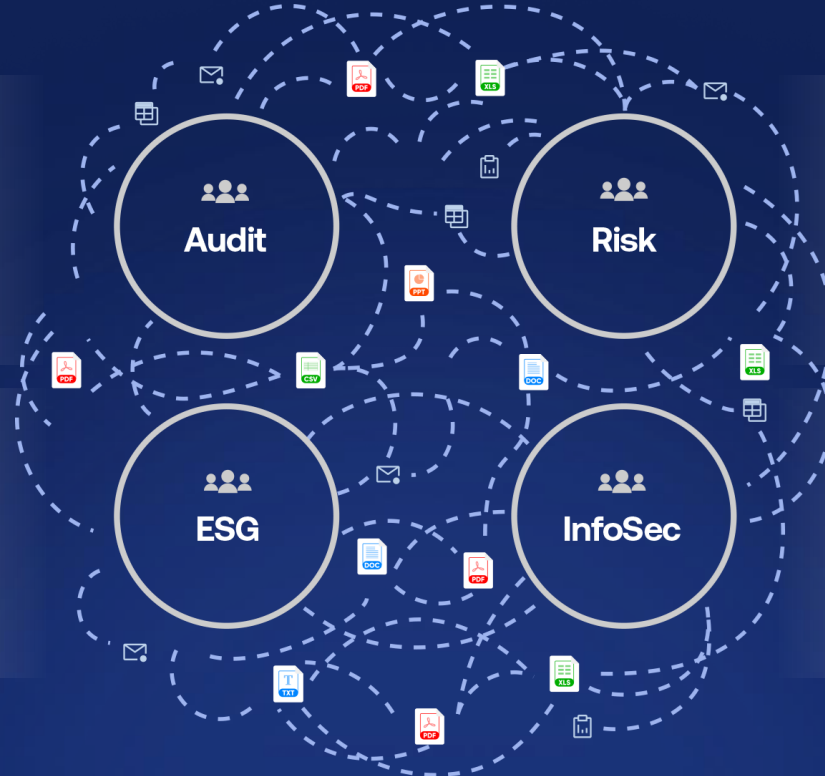 PDF
XLS
Audit
Risk
PPT
PDF
CSV
DOC
XLS
ESG
InfoSec
DOC
PDF
TXT
XLS
PDF